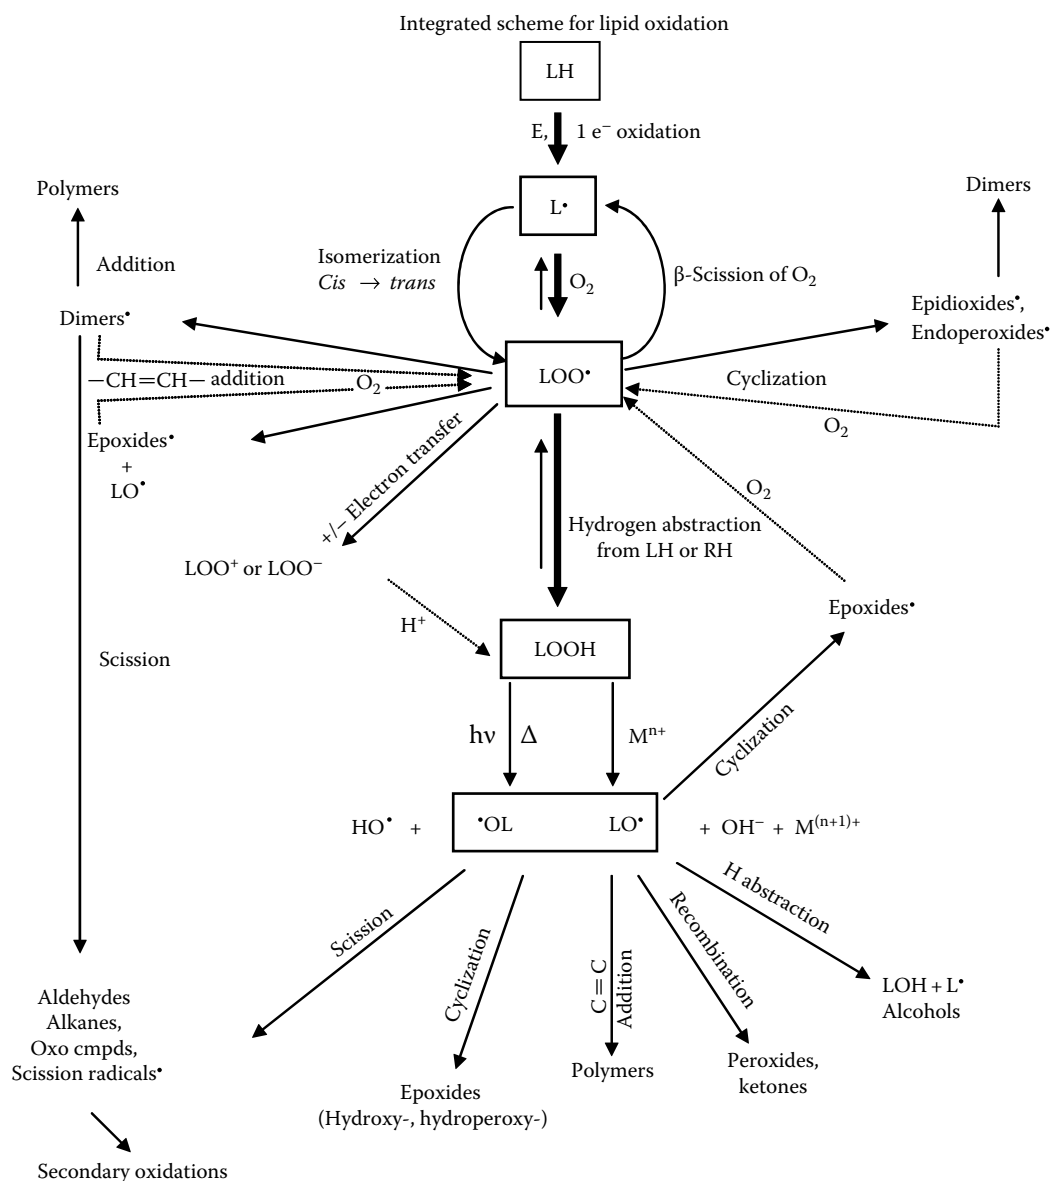 Integrated scheme for lipid oxidation
LH
E, 1 e⁻ oxidation
L•
Polymers
Dimers
Addition
Isomerization
Cis → trans
O₂
β-Scission of O₂
Dimers•
Epidioxides•,
Endoperoxides•
–CH=CH– addition
O₂
LOO•
Cyclization
O₂
Epoxides•
+
LO•
+/– Electron transfer
O₂
Hydrogen abstraction
from LH or RH
LOO⁺ or LOO⁻
H⁺
Epoxides•
LOOH
Scission
hν Δ
Mⁿ⁺
Cyclization
HO• + •OL LO• + OH⁻ + M⁽ⁿ⁺¹⁾⁺
Scission
Cyclization
C=C
Addition
Recombination
H abstraction
Aldehydes
Alkanes,
Oxo cmpds,
Scission radicals•
LOH + L•
Alcohols
Epoxides
(Hydroxy-, hydroperoxy-)
Polymers
Peroxides,
ketones
Secondary oxidations